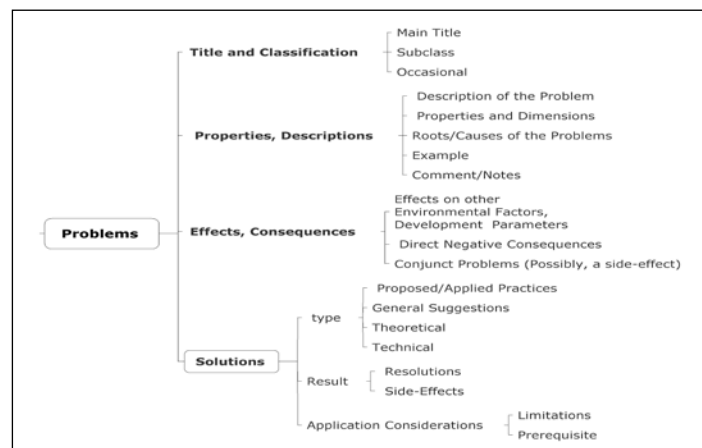 Problems
Title and Classification
Main Title
Subclass
Occasional
Properties, Descriptions
Description of the Problem
Properties and Dimensions
Roots/Causes of the Problems
Example
Comment/Notes
Effects, Consequences
Effects on other
Environmental Factors,
Development Parameters
Direct Negative Consequences
Conjunct Problems (Possibly, a side-effect)
Solutions
type
Proposed/Applied Practices
General Suggestions
Theoretical
Technical
Result
Resolutions
Side-Effects
Application Considerations
Limitations
Prerequisite